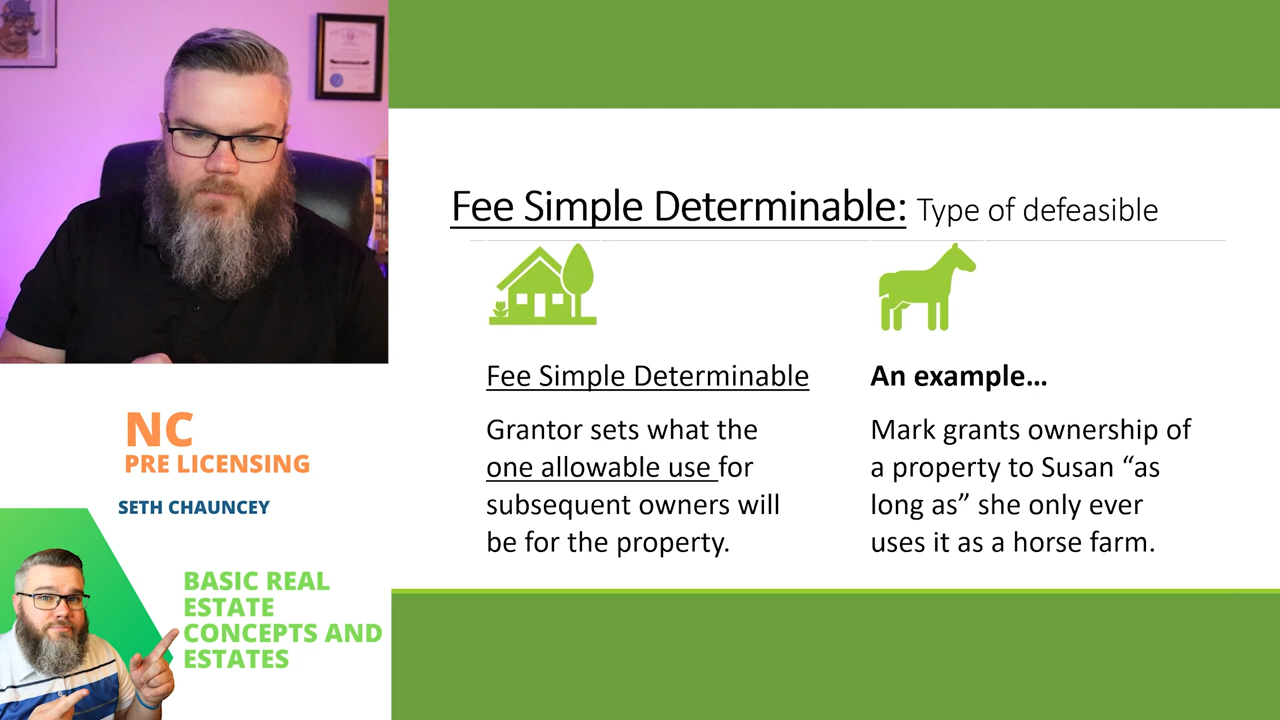 Fee Simple Determinable: Type of defeasible
Fee Simple Determinable
Grantor sets what the
one allowable use for
subsequent owners will
be for the property.
An example…
Mark grants ownership of
a property to Susan “as
long as” she only ever
uses it as a horse farm.
NC
PRE LICENSING
SETH CHAUNCEY
BASIC REAL
ESTATE
CONCEPTS AND
ESTATES